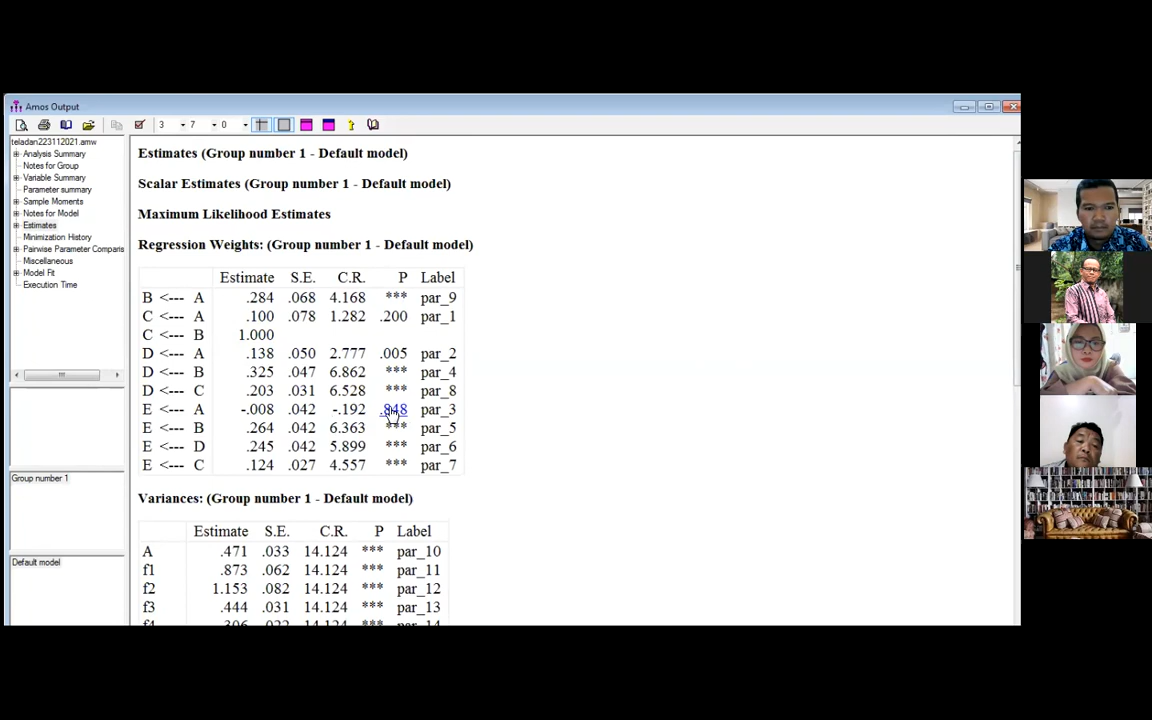 Amos Output
3 7 0
teladan223112021.amw
Analysis Summary
Notes for Group
Variable Summary
Parameter summary
Sample Moments
Notes for Model
Estimates
Minimization History
Pairwise Parameter Comparis
Miscellaneous
Model Fit
Execution Time
Group number 1
Default model
Estimates (Group number 1 - Default model)
Scalar Estimates (Group number 1 - Default model)
Maximum Likelihood Estimates
Regression Weights: (Group number 1 - Default model)
Estimate S.E. C.R. P Label
B <--- A .284 .068 4.168 *** par_9
C <--- A .100 .078 1.282 .200 par_1
C <--- B 1.000
D <--- A .138 .050 2.777 .005 par_2
D <--- B .325 .047 6.862 *** par_4
D <--- C .203 .031 6.528 *** par_8
E <--- A -.008 .042 -.192 .848 par_3
E <--- B .264 .042 6.363 *** par_5
E <--- D .245 .042 5.899 *** par_6
E <--- C .124 .027 4.557 *** par_7
Variances: (Group number 1 - Default model)
Estimate S.E. C.R. P Label
A .471 .033 14.124 *** par_10
f1 .873 .062 14.124 *** par_11
f2 1.153 .082 14.124 *** par_12
f3 .444 .031 14.124 *** par_13